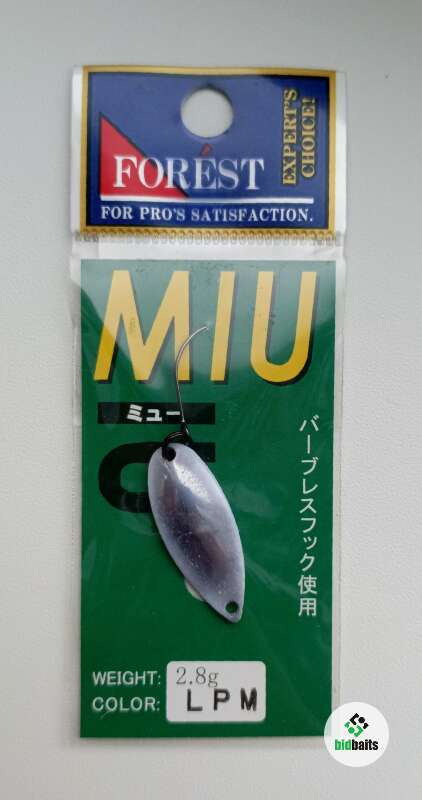 EXPERT'S
CHOICE!
FORÉST
FOR PRO'S SATISFACTION.
MIU
ミュー
バーブレスフック使用
WEIGHT: 2.8g
COLOR: LPM
bidbaits